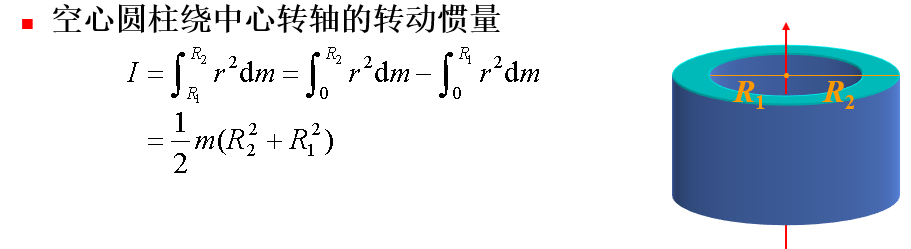 空心圆柱绕中心转轴的转动惯量
I = ∫_{R_1}^{R_2} r^2 dm = ∫_0^{R_2} r^2 dm − ∫_0^{R_1} r^2 dm
= \frac{1}{2} m(R_2^2 + R_1^2)
R_1 R_2